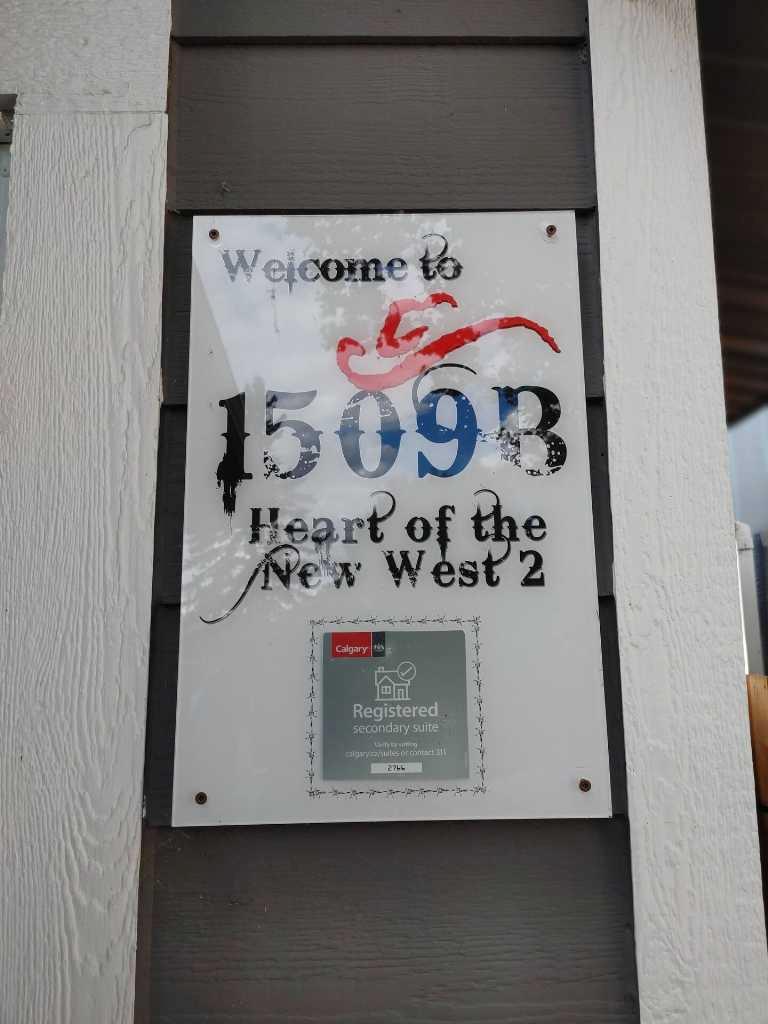 Welcome to
1509B
Heart of the
New West 2
Calgary
Registered
secondary suite
Verify by visiting
calgary.ca/suites or contact 311
2766